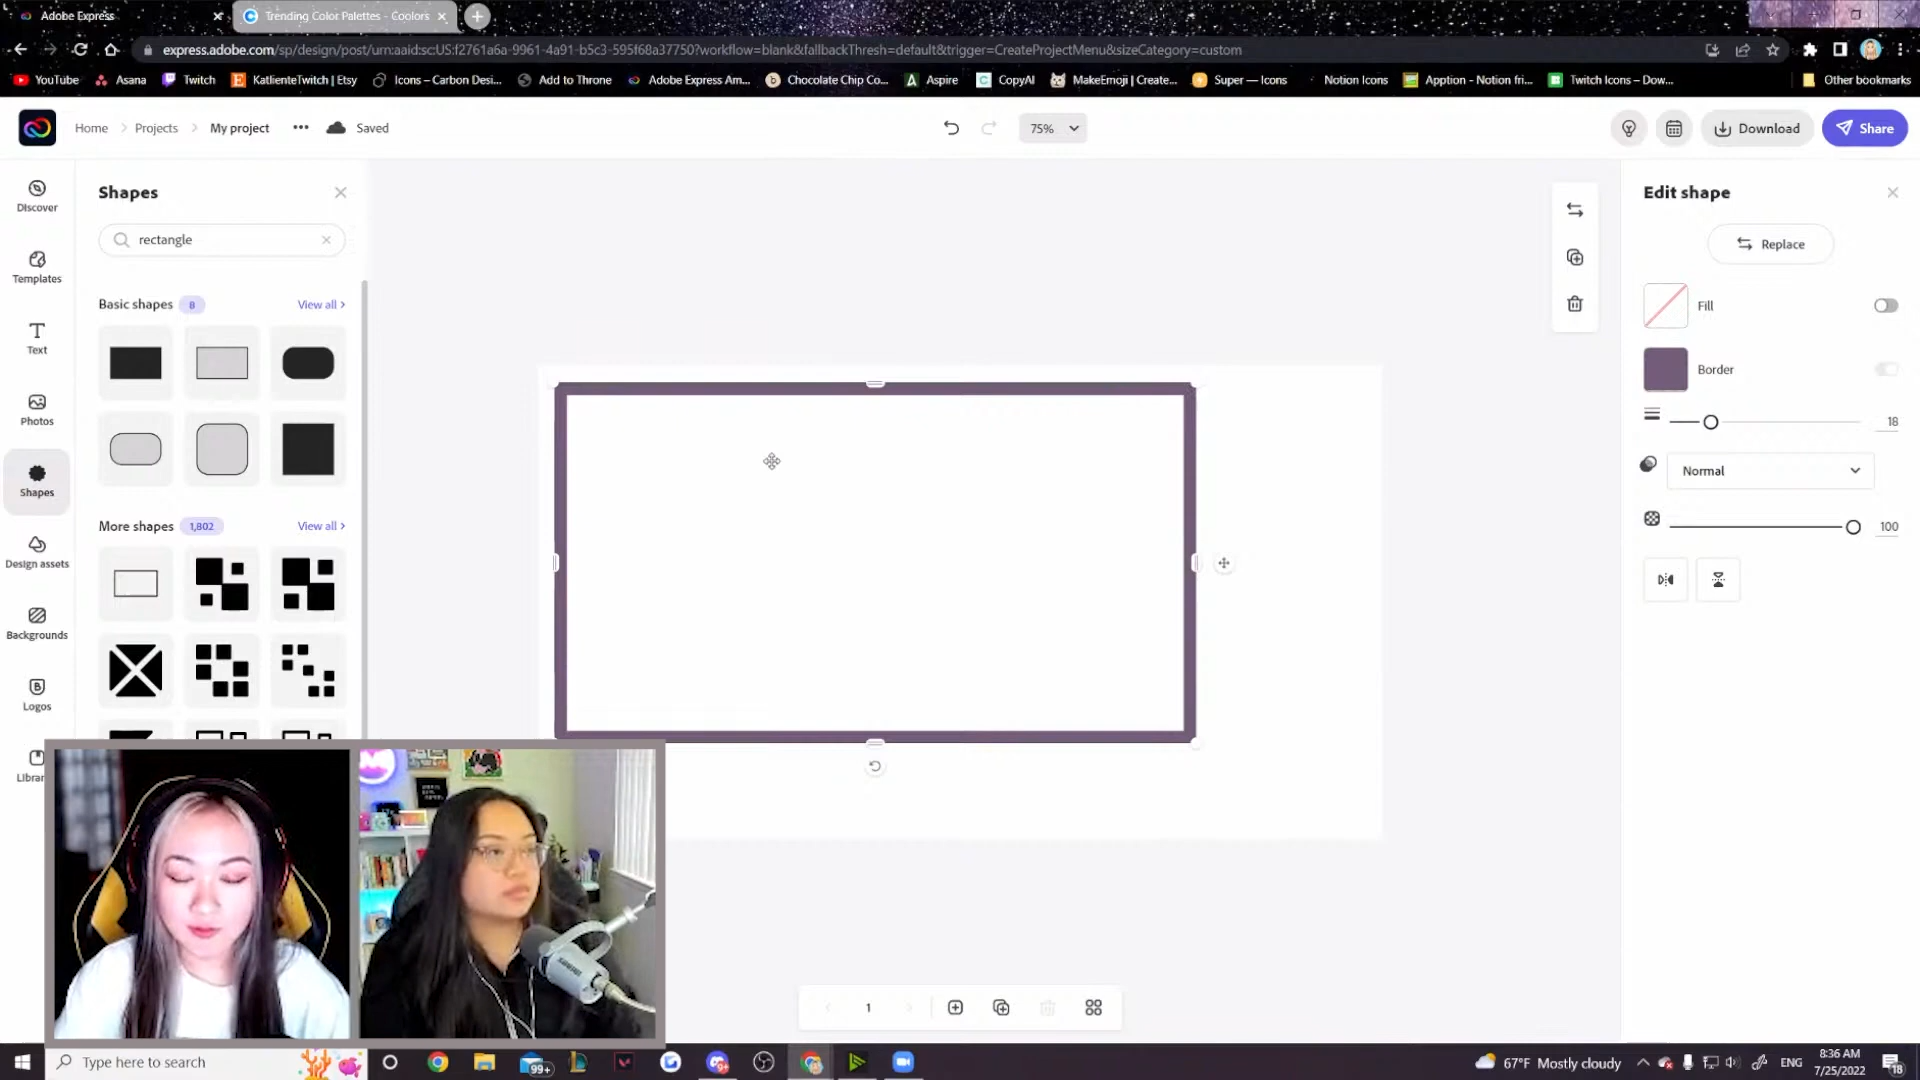 Adobe Express
Trending Color Palettes - Coolors
express.adobe.com/sp/design/post/urn:aaid:sc:US:f2761a6a-9961-4a91-b5c3-595f68a37750?workflow=blank&fallbackThresh=default&trigger=CreateProjectMenu&sizeCategory=custom
YouTube
Asana
Twitch
KatlienteTwitch | Etsy
Icons – Carbon Desi...
Add to Throne
Adobe Express Am...
Chocolate Chip Co...
Aspire
CopyAI
MakeEmoji | Create...
Super — Icons
Notion Icons
Apption - Notion fri...
Twitch Icons – Dow...
Other bookmarks
Home
Projects
My project
Saved
75%
Download
Share
Discover
Templates
Text
Photos
Shapes
Design assets
Backgrounds
Logos
Librar
Shapes
rectangle
Basic shapes 8
View all
More shapes 1,802
View all
Edit shape
Replace
Fill
Border
18
Normal
100
1
Type here to search
99+
67°F Mostly cloudy
ENG
8:36 AM
7/25/2022
18